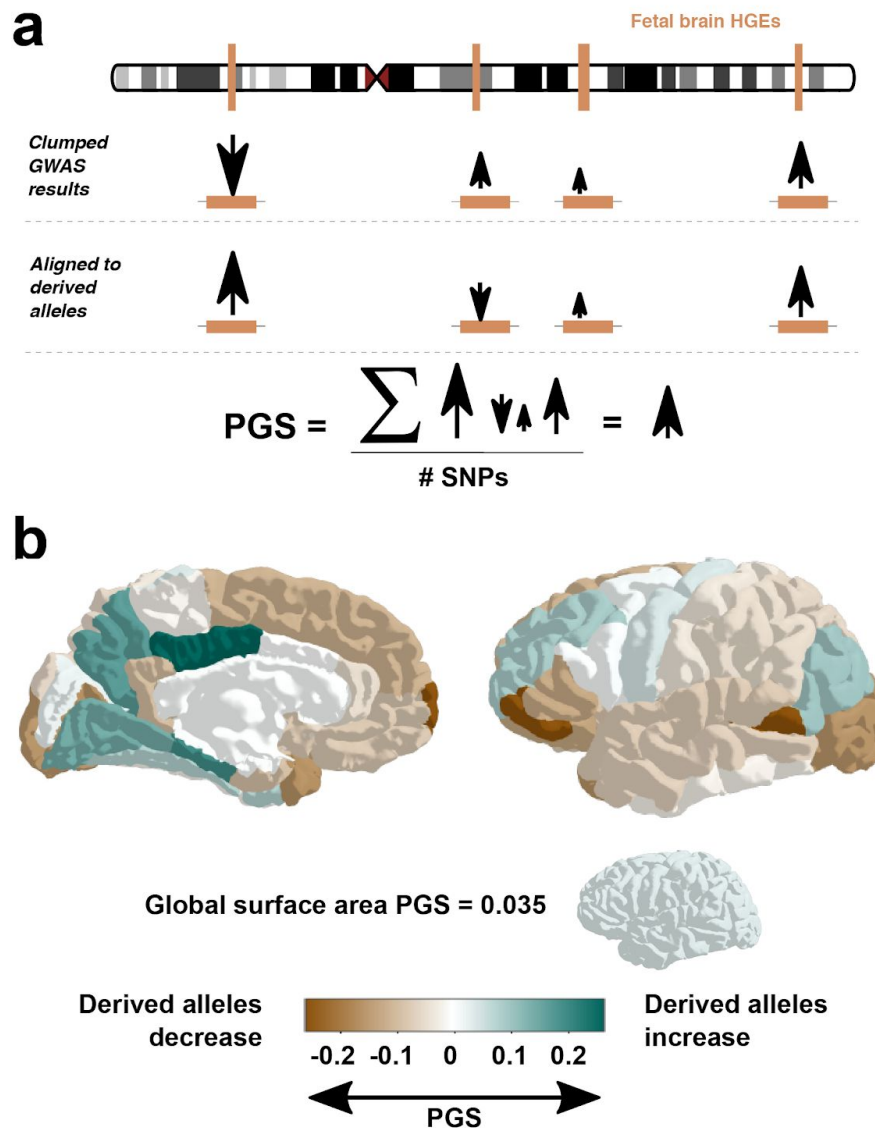 a
Fetal brain HGEs
Clumped
GWAS
results
Aligned to
derived
alleles
PGS = ∑ =
# SNPs
b
Global surface area PGS = 0.035
Derived alleles
decrease
Derived alleles
increase
-0.2 -0.1 0 0.1 0.2
PGS